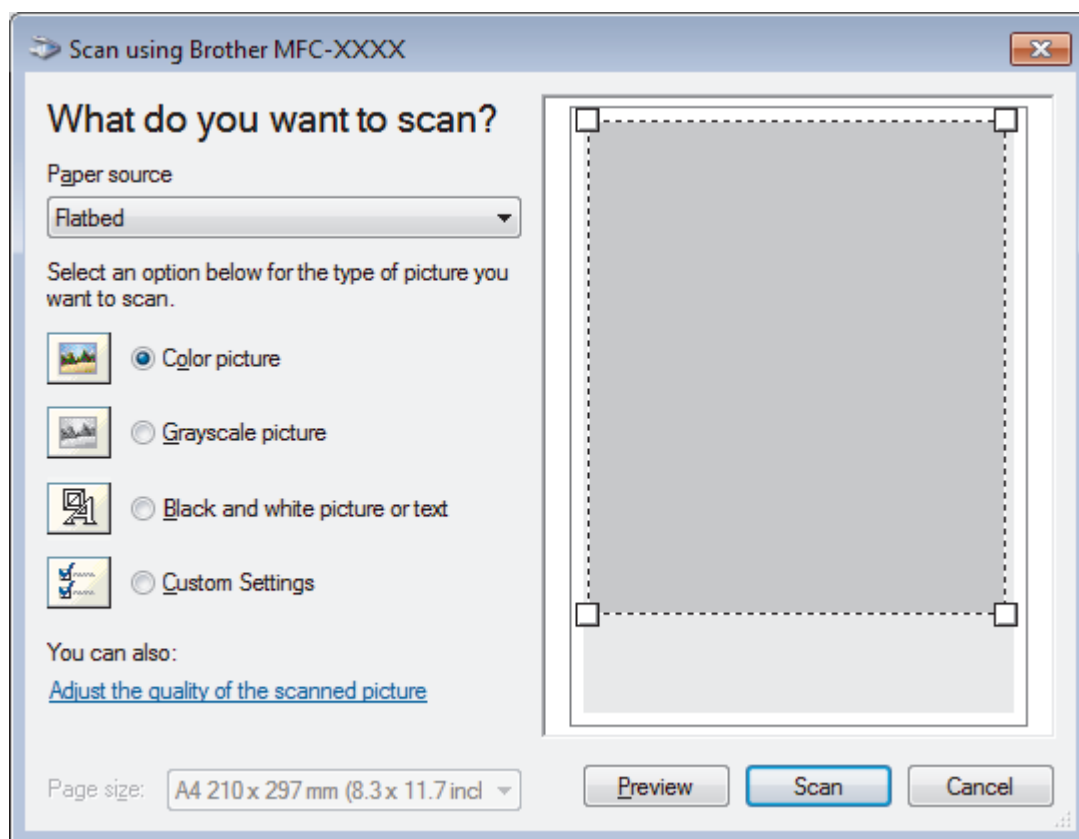 Scan using Brother MFC-XXXX
What do you want to scan?
Paper source
Flatbed
Select an option below for the type of picture you
want to scan.
Color picture
Grayscale picture
Black and white picture or text
Custom Settings
You can also:
Adjust the quality of the scanned picture
Page size: A4 210 x 297 mm (8.3 x 11.7 incl
Preview Scan Cancel